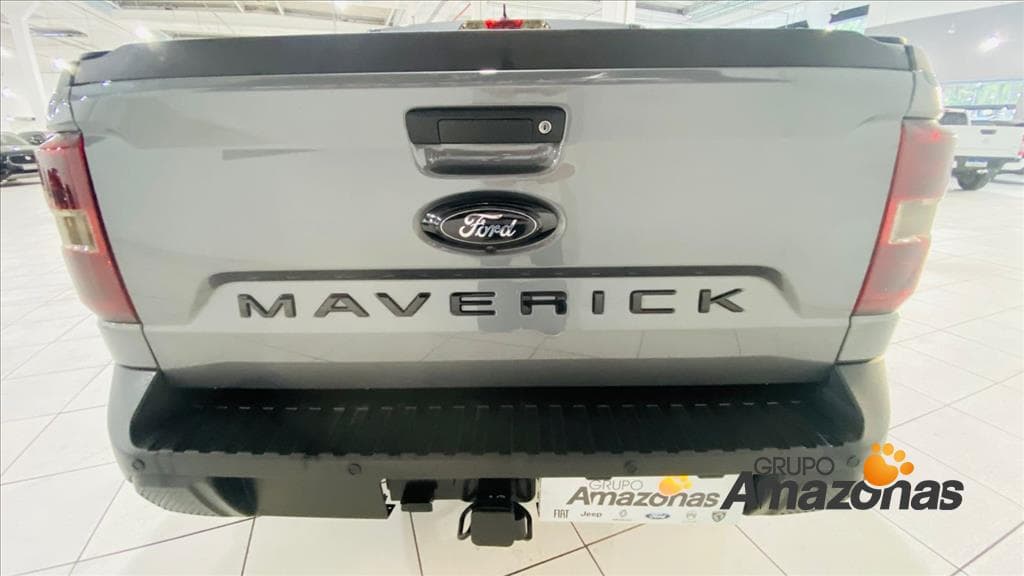 Ford
MAVERICK
GRUPO
Amazonas
FIAT Jeep
GRUPO
Amazonas